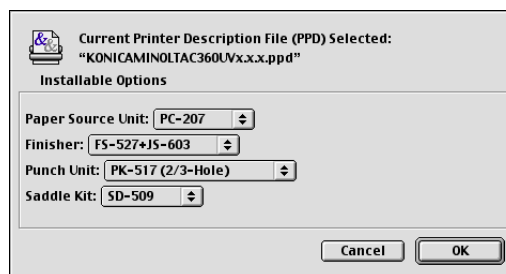 Current Printer Description File (PPD) Selected:
“KONICAMINOLTAC360UVx.x.x.ppd”
Installable Options
Paper Source Unit: PC-207
Finisher: FS-527+JS-603
Punch Unit: PK-517 (2/3-Hole)
Saddle Kit: SD-509
Cancel OK